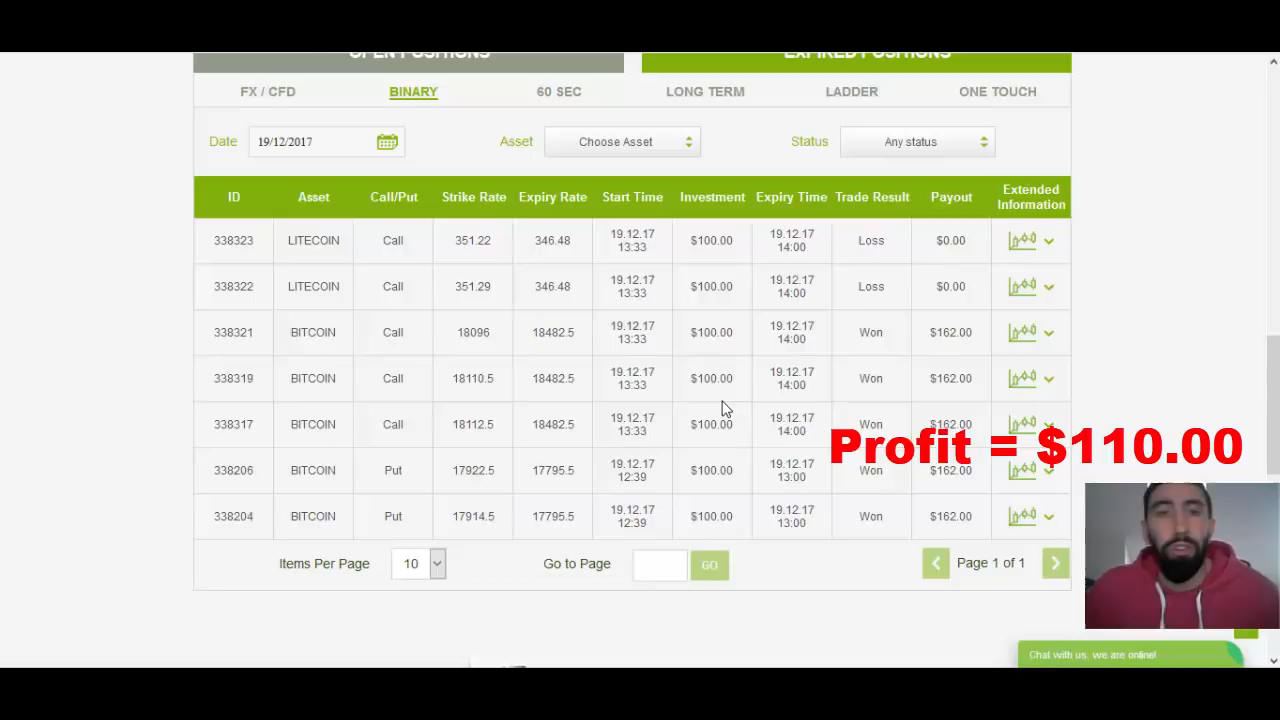 OPEN POSITIONS EXPIRED POSITIONS
FX / CFD BINARY 60 SEC LONG TERM LADDER ONE TOUCH
Date 19/12/2017 Asset Choose Asset Status Any status
ID Asset Call/Put Strike Rate Expiry Rate Start Time Investment Expiry Time Trade Result Payout Extended Information
338323 LITECOIN Call 351.22 346.48 19.12.17 13:33 $100.00 19.12.17 14:00 Loss $0.00
338322 LITECOIN Call 351.29 346.48 19.12.17 13:33 $100.00 19.12.17 14:00 Loss $0.00
338321 BITCOIN Call 18096 18482.5 19.12.17 13:33 $100.00 19.12.17 14:00 Won $162.00
338319 BITCOIN Call 18110.5 18482.5 19.12.17 13:33 $100.00 19.12.17 14:00 Won $162.00
338317 BITCOIN Call 18112.5 18482.5 19.12.17 13:33 $100.00 19.12.17 14:00 Won $162.00
Profit = $110.00
338206 BITCOIN Put 17922.5 17795.5 19.12.17 12:39 $100.00 19.12.17 13:00 Won $162.00
338204 BITCOIN Put 17914.5 17795.5 19.12.17 12:39 $100.00 19.12.17 13:00 Won $162.00
Items Per Page 10 Go to Page GO Page 1 of 1
Chat with us, we are online!